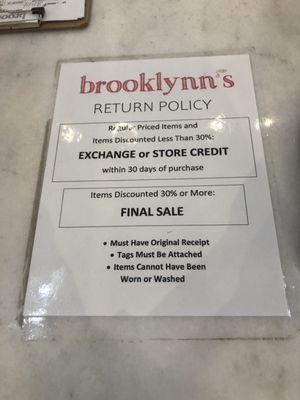 brooklynn's
RETURN POLICY
Regular Priced Items and
Items Discounted Less Than 30%:
EXCHANGE or STORE CREDIT
within 30 days of purchase
Items Discounted 30% or More:
FINAL SALE
• Must Have Original Receipt
• Tags Must Be Attached
• Items Cannot Have Been
Worn or Washed